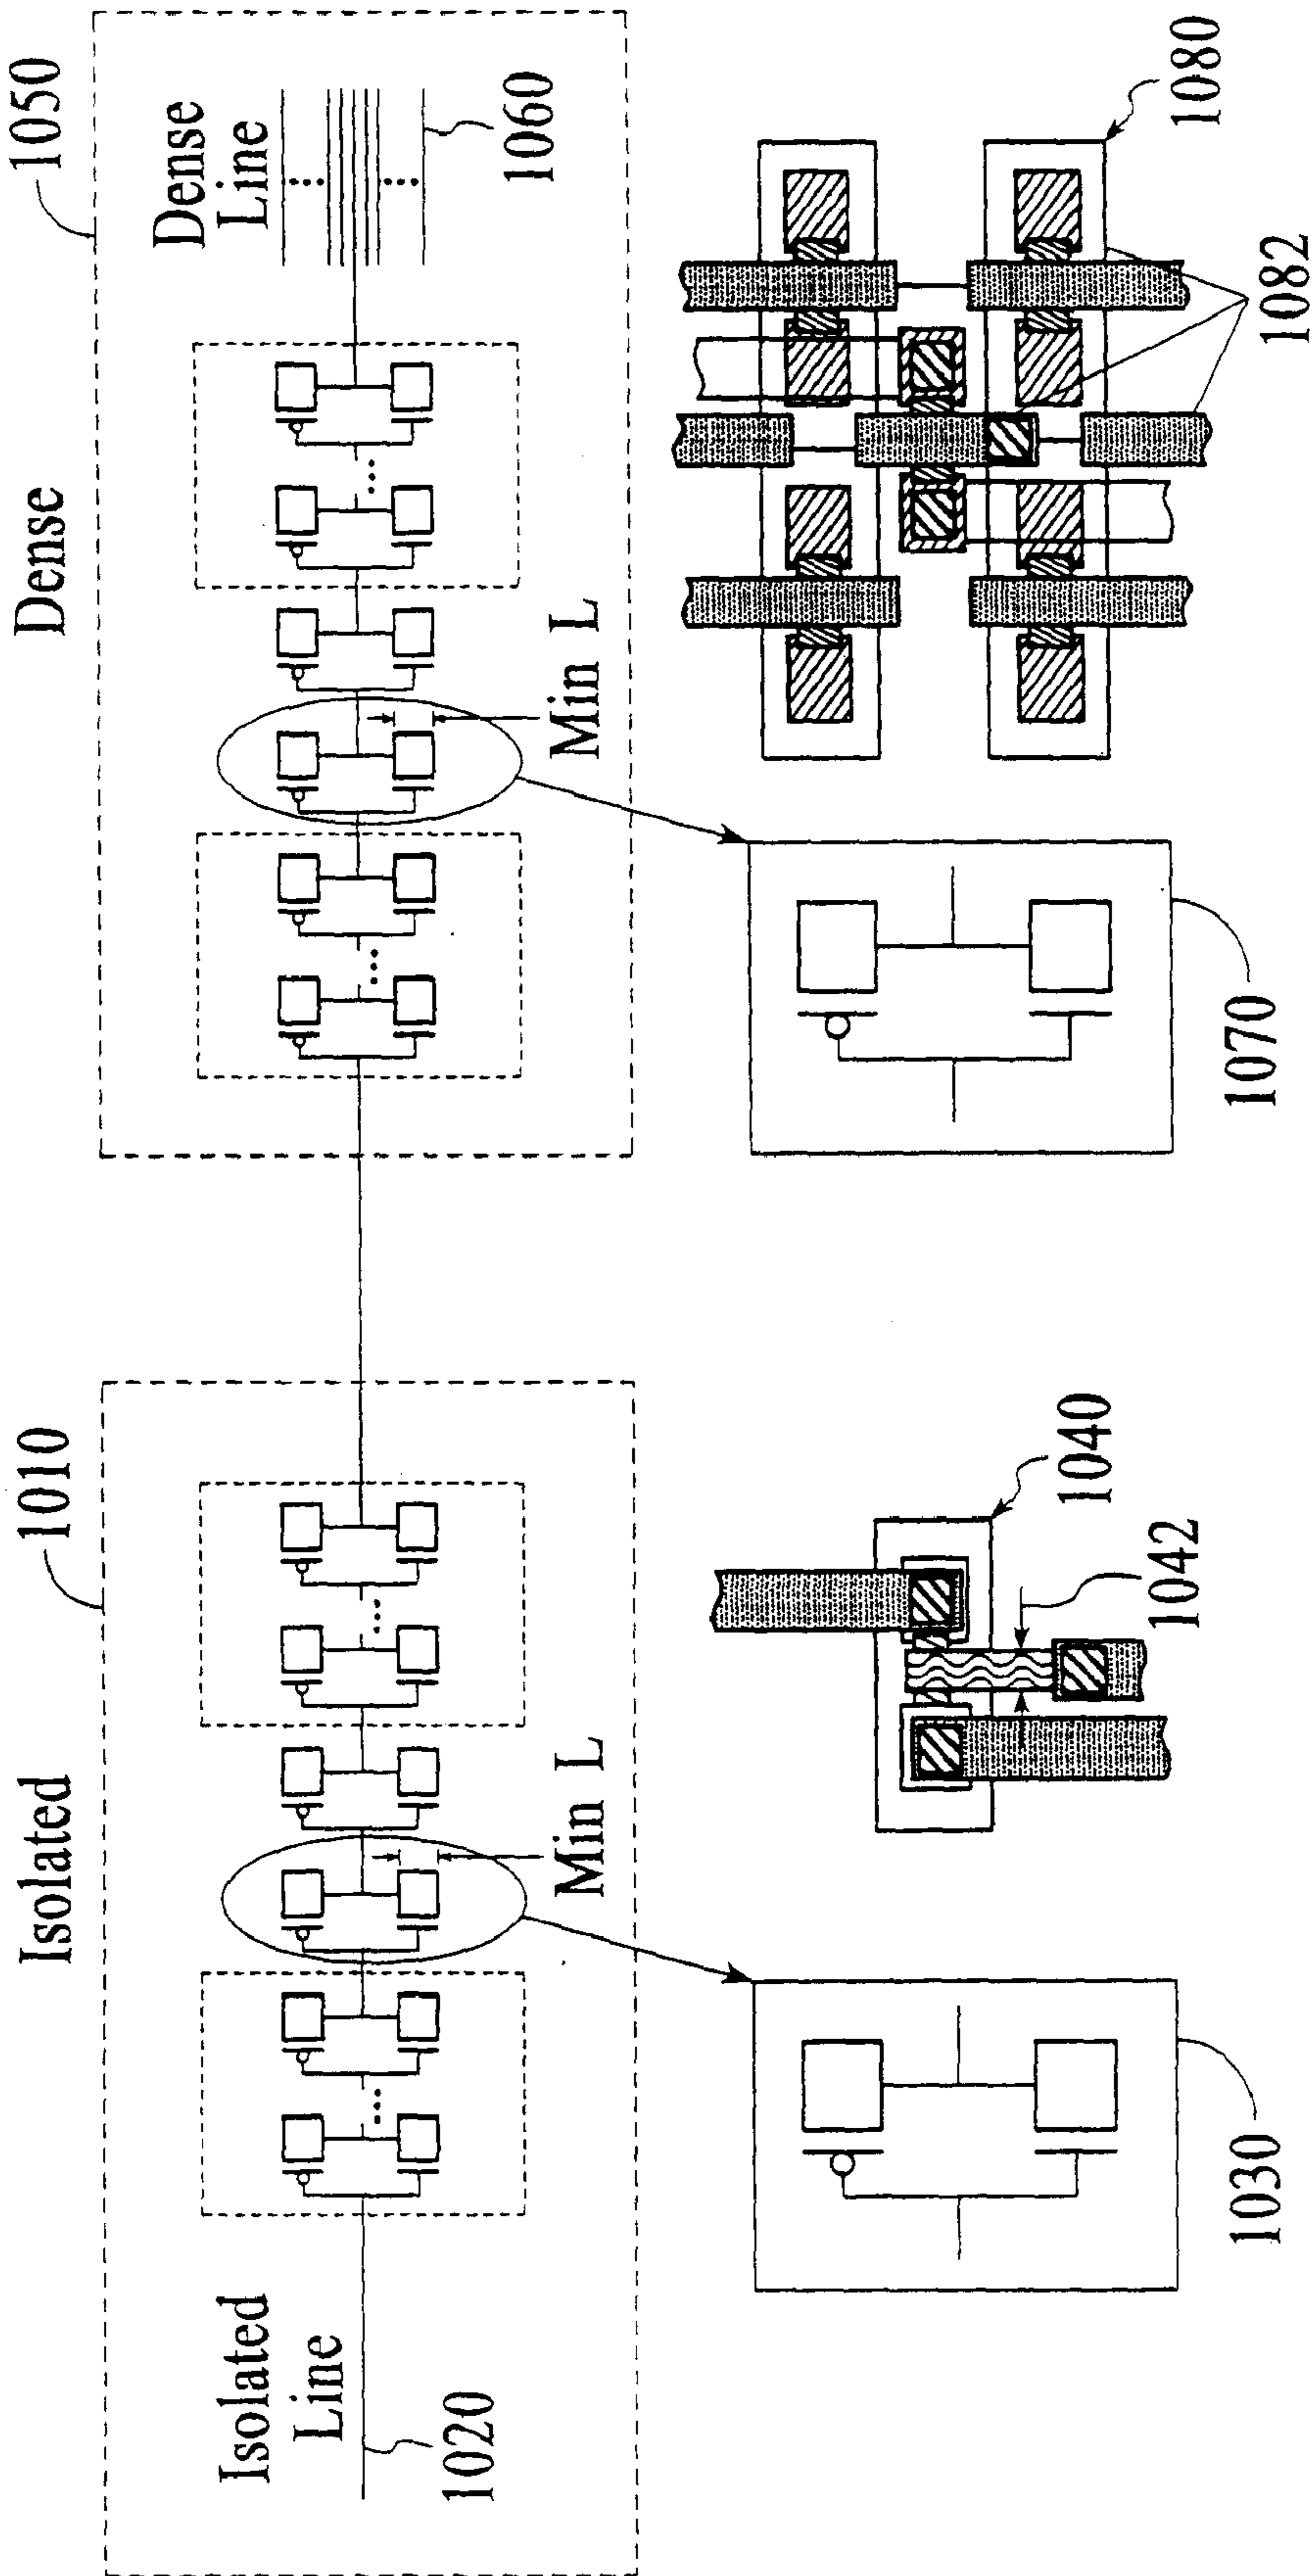 Isolated
1010
Isolated
Line
1020
Min L
1030
1040
1042
Dense
1050
Dense
Line
1060
Min L
1070
1080
1082